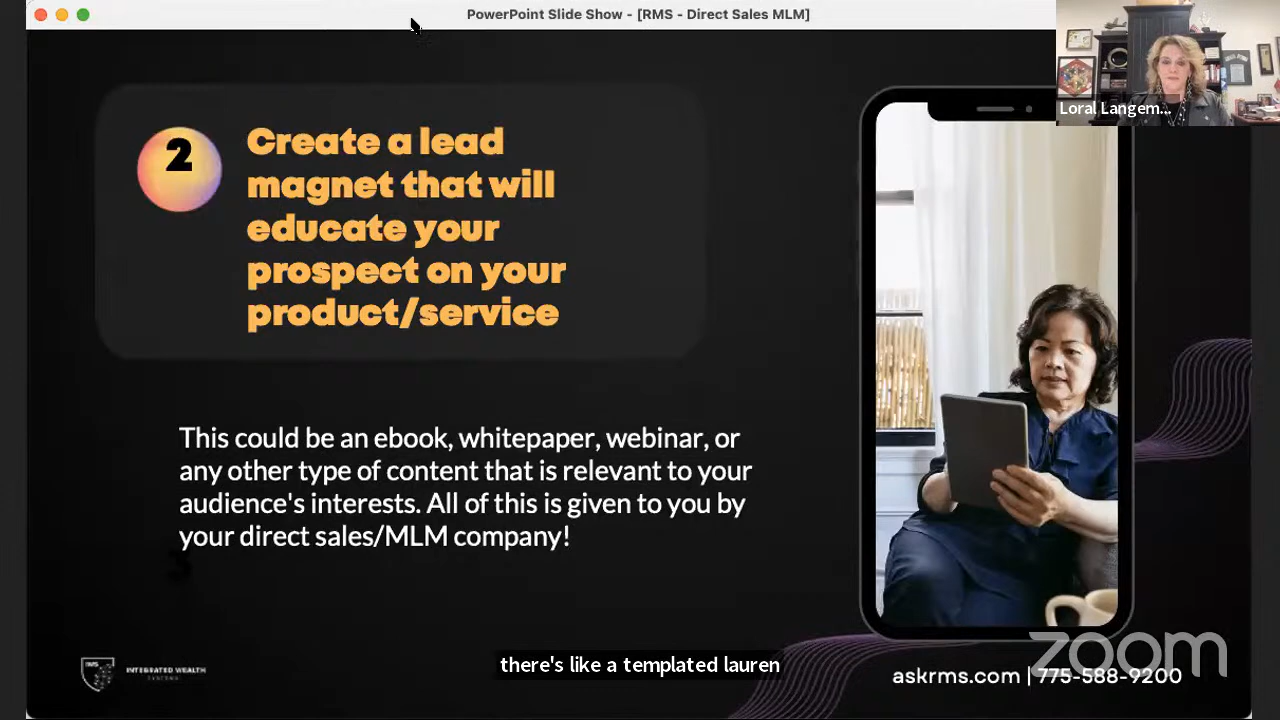 PowerPoint Slide Show - [RMS - Direct Sales MLM]
Loral Langem...
2
Create a lead
magnet that will
educate your
prospect on your
product/service
This could be an ebook, whitepaper, webinar, or
any other type of content that is relevant to your
audience's interests. All of this is given to you by
your direct sales/MLM company!
3
INTEGRATED WEALTH
SYSTEMS
there's like a templated lauren
askrms.com | 775-588-9200
zoom